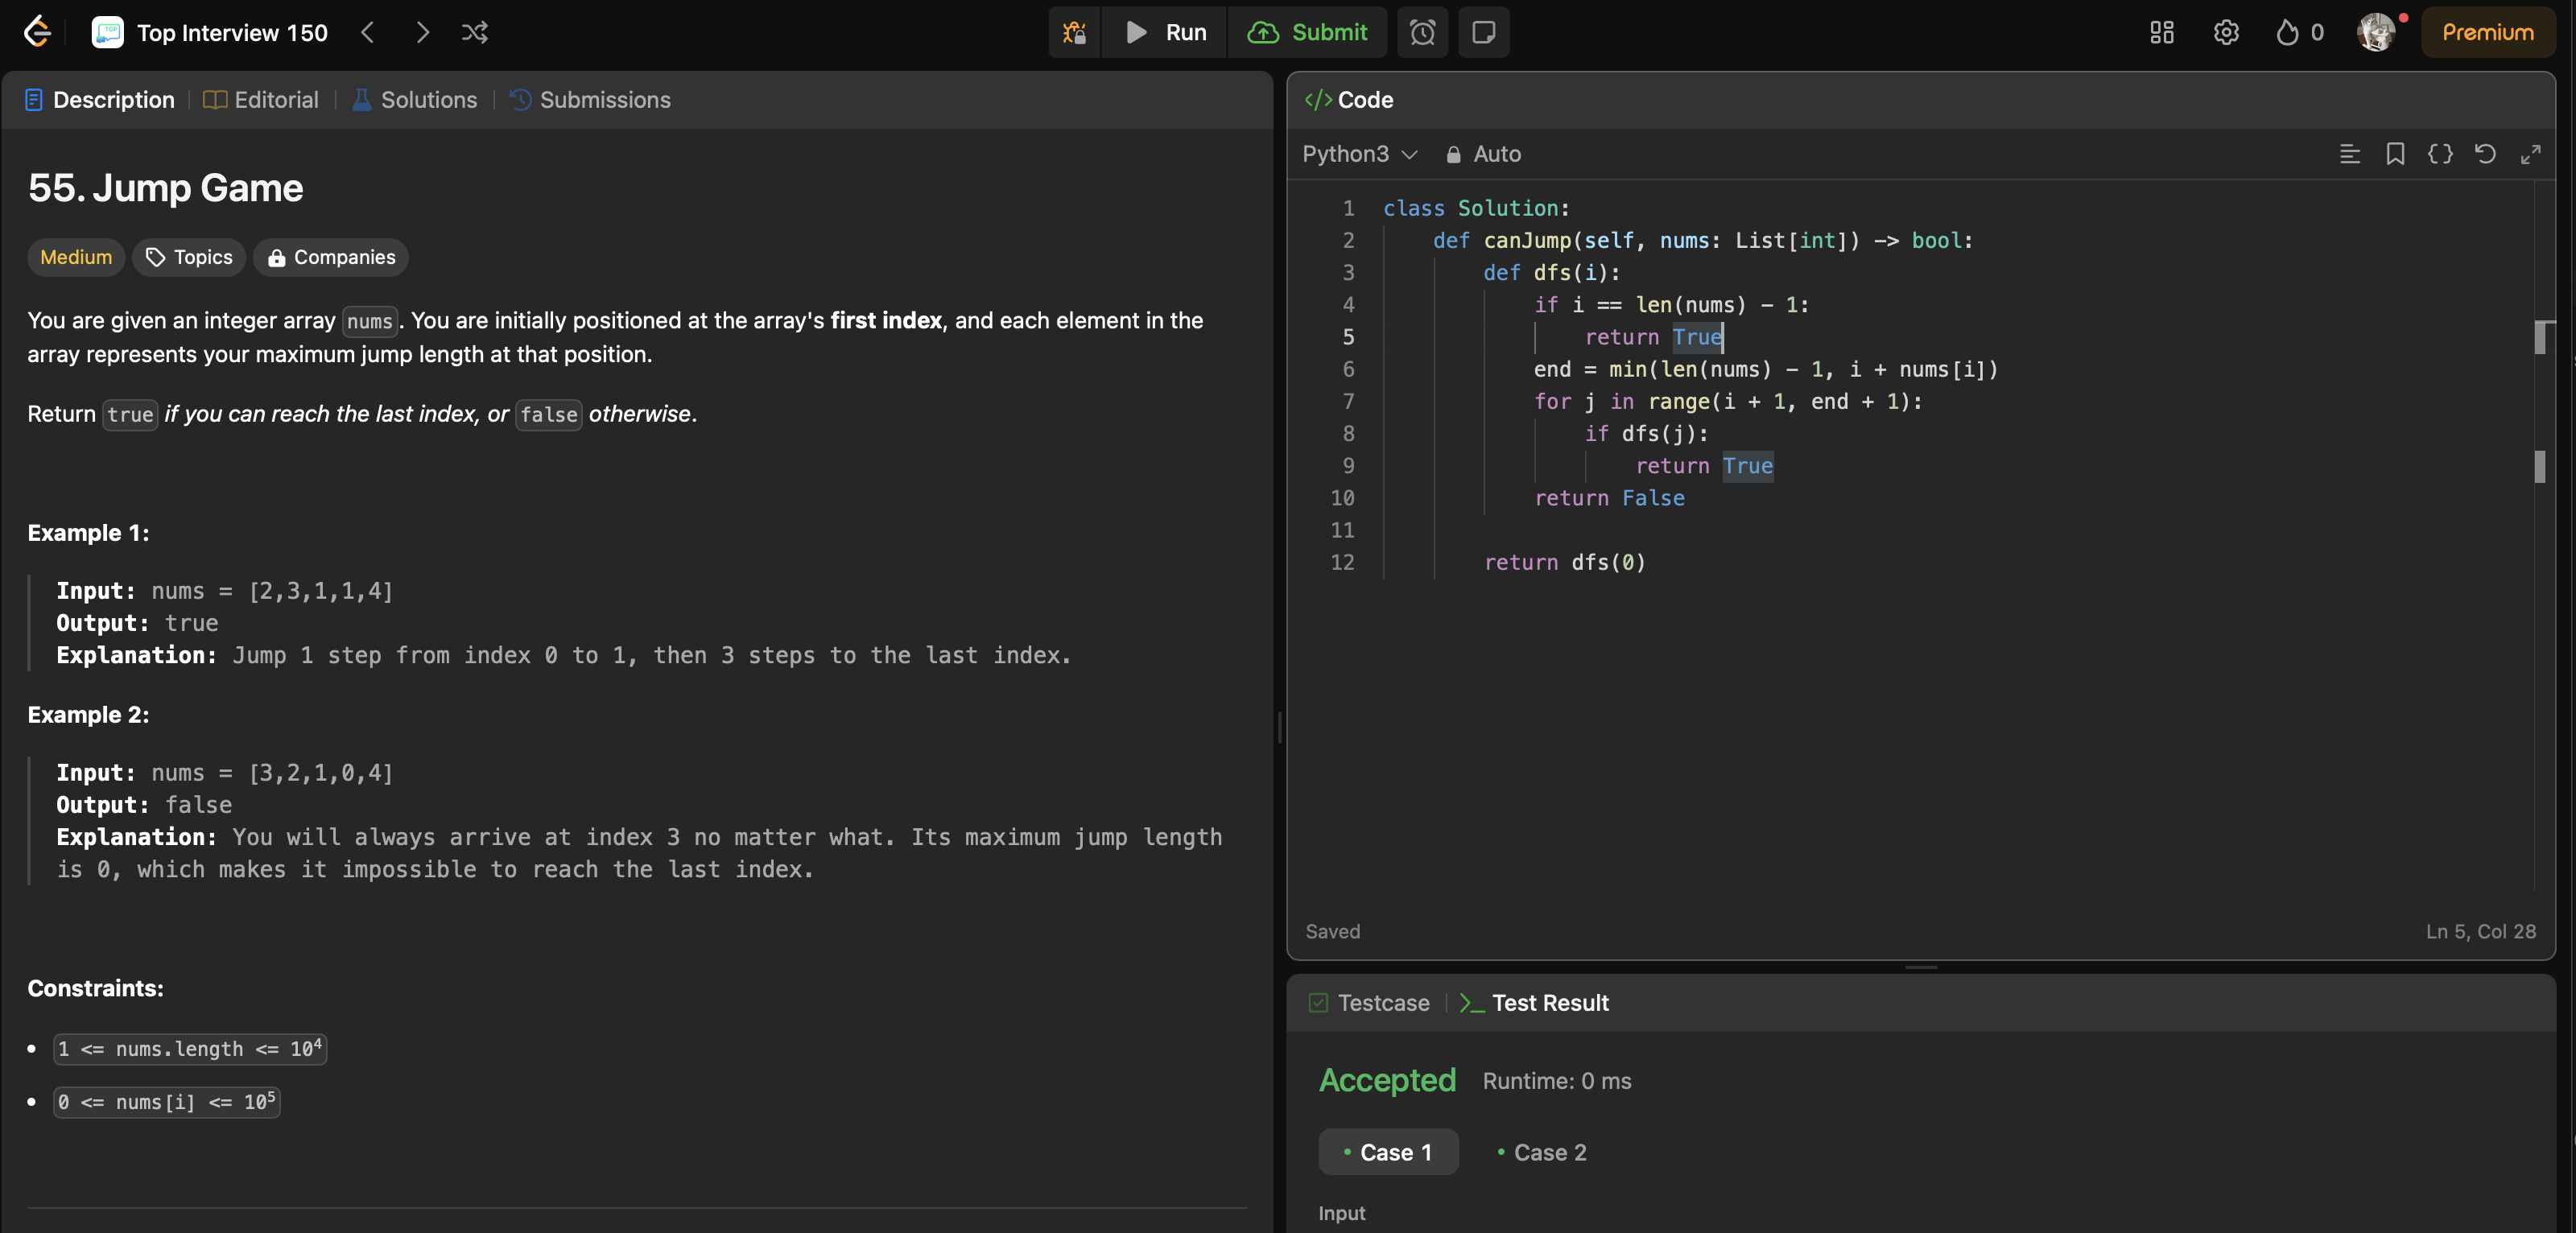 Top Interview 150
Run
Submit
0
Premium
Description
Editorial
Solutions
Submissions
55. Jump Game
Medium
Topics
Companies
You are given an integer array nums. You are initially positioned at the array's first index, and each element in the
array represents your maximum jump length at that position.
Return true if you can reach the last index, or false otherwise.
Example 1:
Input: nums = [2,3,1,1,4]
Output: true
Explanation: Jump 1 step from index 0 to 1, then 3 steps to the last index.
Example 2:
Input: nums = [3,2,1,0,4]
Output: false
Explanation: You will always arrive at index 3 no matter what. Its maximum jump length
is 0, which makes it impossible to reach the last index.
Constraints:
1 <= nums.length <= 10⁴
0 <= nums[i] <= 10⁵
</> Code
Python3
Auto
1 class Solution:
2     def canJump(self, nums: List[int]) -> bool:
3         def dfs(i):
4             if i == len(nums) - 1:
5                 return True
6             end = min(len(nums) - 1, i + nums[i])
7             for j in range(i + 1, end + 1):
8                 if dfs(j):
9                     return True
10             return False
11
12         return dfs(0)
Saved
Ln 5, Col 28
Testcase
Test Result
Accepted
Runtime: 0 ms
Case 1
Case 2
Input